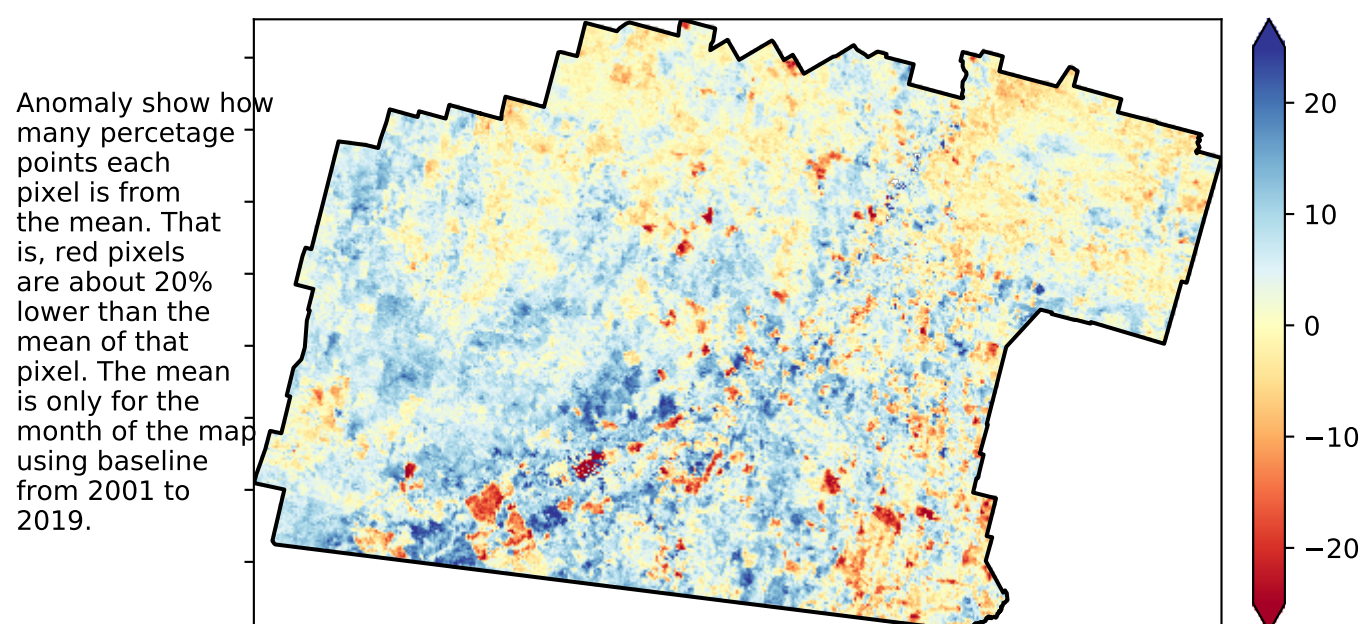 Anomaly show how
many percetage
points each
pixel is from
the mean. That
is, red pixels
are about 20%
lower than the
mean of that
pixel. The mean
is only for the
month of the map
using baseline
from 2001 to
2019.
20
10
0
−10
−20